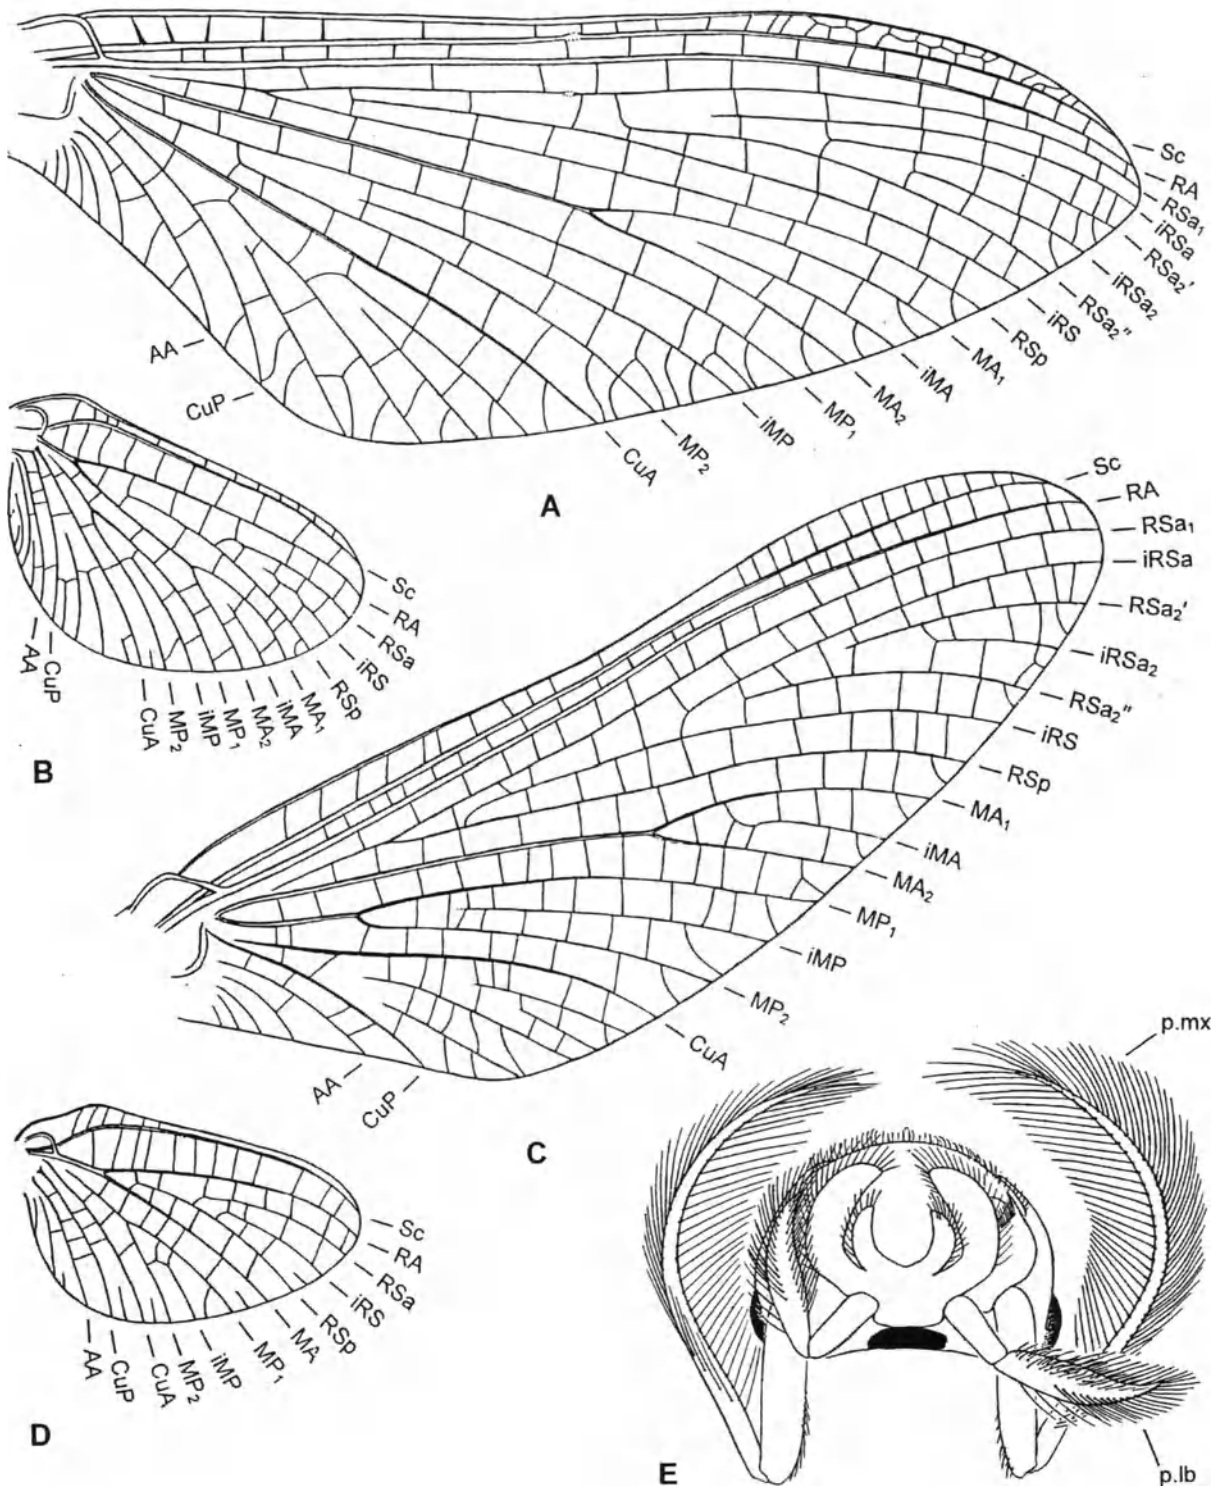 Sc
RA
RSa₁
iRSa
RSa₂'
iRSa₂
RSa₂"
iRS
RSp
MA₁
iMA
MA₂
MP₁
iMP
MP₂
CuA
CuP
AA
A
Sc
RA
RSa
iRS
RSp
MA₁
iMA
MA₂
MP₁
iMP
MP₂
CuA
CuP
AA
B
Sc
RA
RSa₁
iRSa
RSa₂'
iRSa₂
RSa₂"
iRS
RSp
MA₁
iMA
MA₂
MP₁
iMP
MP₂
CuA
CuP
AA
C
Sc
RA
RSa
iRS
RSp
MA
MP₁
iMP
MP₂
CuA
CuP
AA
D
p.mx
p.lb
E